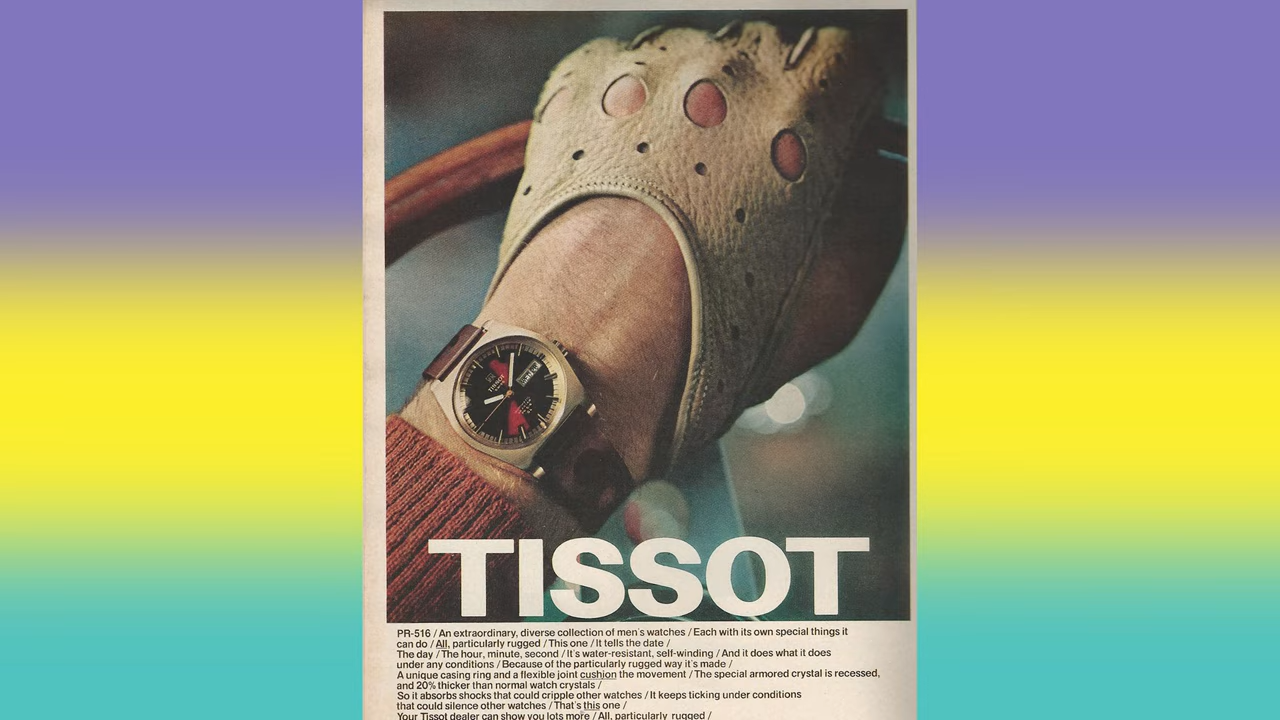 TISSOT
TISSOT
PR-516 / An extraordinary, diverse collection of men's watches / Each with its own special things it
can do / All, particularly rugged / This one / It tells the date /
The day / The hour, minute, second / It's water-resistant, self-winding / And it does what it does
under any conditions / Because of the particularly rugged way it's made /
A unique casing ring and a flexible joint cushion the movement / The special armored crystal is recessed,
and 20% thicker than normal watch crystals /
So it absorbs shocks that could cripple other watches / It keeps ticking under conditions
that could silence other watches / That's this one /
Your Tissot dealer can show you lots more / All, particularly rugged /